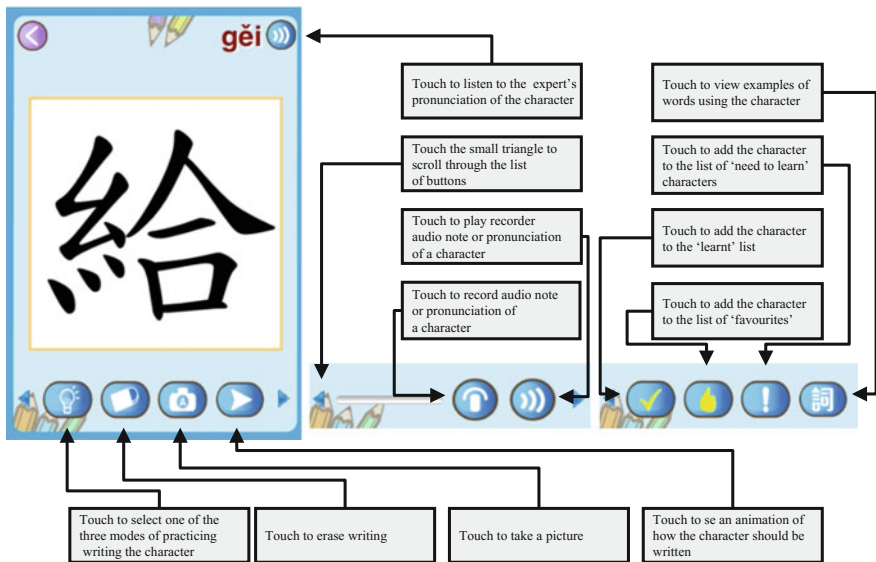 gěi
給
Touch to listen to the expert's
pronunciation of the character
Touch the small triangle to
scroll through the list
of buttons
Touch to play recorder
audio note or pronunciation
of a character
Touch to record audio note
or pronunciation of
a character
Touch to view examples of
words using the character
Touch to add the character
to the list of ‘need to learn’
characters
Touch to add the character
to the ‘learnt’ list
Touch to add the character
to the list of ‘favourites’
A
!
詞
Touch to select one of the
three modes of practicing
writing the character
Touch to erase writing
Touch to take a picture
Touch to se an animation of
how the character should be
written